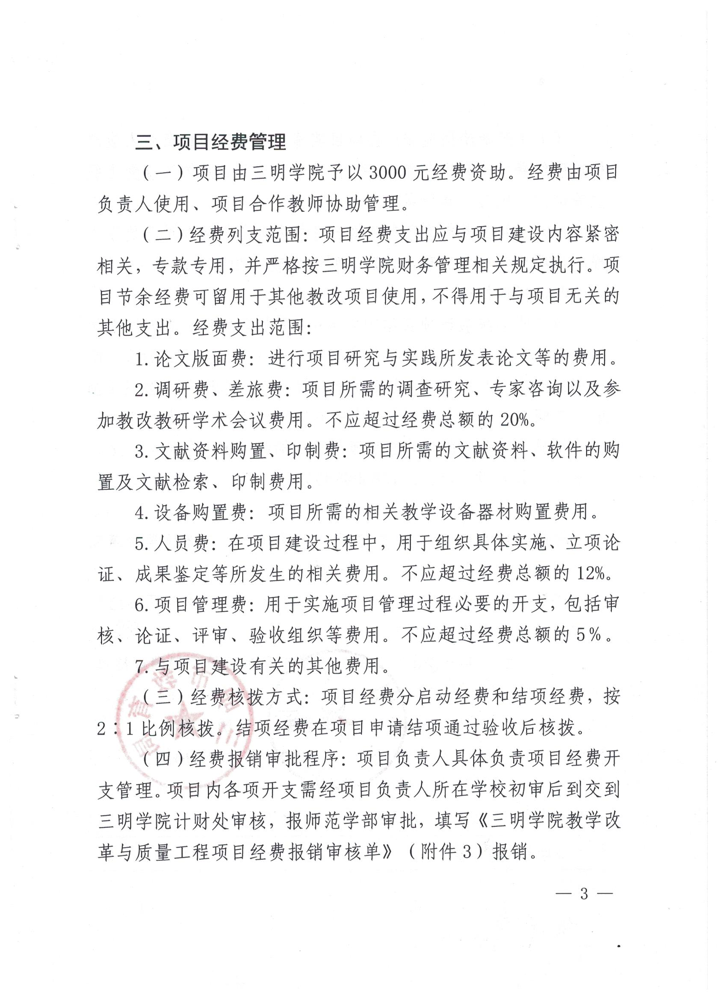 三、项目经费管理
（一）项目由三明学院予以 3000 元经费资助。经费由项目
负责人使用、项目合作教师协助管理。
（二）经费列支范围：项目经费支出应与项目建设内容紧密
相关，专款专用，并严格按三明学院财务管理相关规定执行。项
目节余经费可留用于其他教改项目使用，不得用于与项目无关的
其他支出。经费支出范围：
1.论文版面费：进行项目研究与实践所发表论文等的费用。
2.调研费、差旅费：项目所需的调查研究、专家咨询以及参
加教改教研学术会议费用。不应超过经费总额的 20%。
3.文献资料购置、印制费：项目所需的文献资料、软件的购
置及文献检索、印制费用。
4.设备购置费：项目所需的相关教学设备器材购置费用。
5.人员费：在项目建设过程中，用于组织具体实施、立项论
证、成果鉴定等所发生的相关费用。不应超过经费总额的 12%。
6.项目管理费：用于实施项目管理过程必要的开支，包括审
核、论证、评审、验收组织等费用。不应超过经费总额的 5%。
7.与项目建设有关的其他费用。
（三）经费核拨方式：项目经费分启动经费和结项经费，按
2∶1 比例核拨。结项经费在项目申请结项通过验收后核拨。
（四）经费报销审批程序：项目负责人具体负责项目经费开
支管理。项目内各项开支需经项目负责人所在学校初审后到交到
三明学院计财处审核，报师范学部审批，填写《三明学院教学改
革与质量工程项目经费报销审核单》（附件 3）报销。
— 3 —
三明市教育局